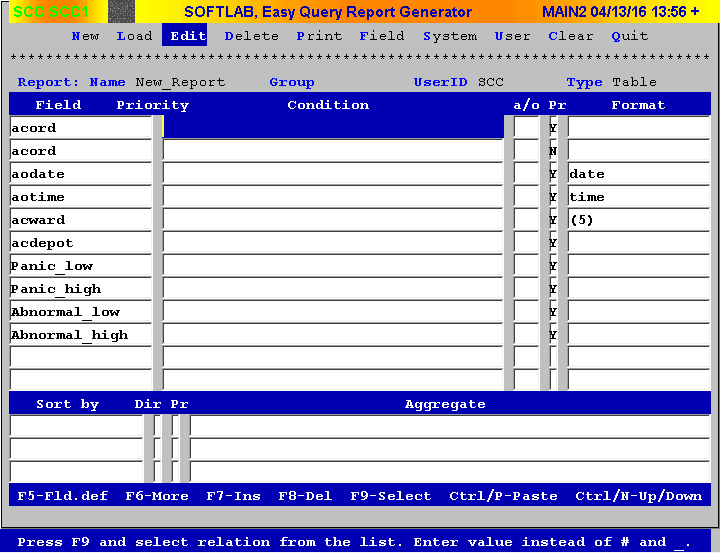 SCC SCC1 SOFTLAB, Easy Query Report Generator MAIN2 04/13/16 13:56 +
New Load Edit Delete Print Field System User Clear Quit
******************************************************************************
Report: Name New_Report Group UserID SCC Type Table
Field Priority Condition a/o Pr Format
acord Y
acord N
aodate Y date
aotime Y time
acward Y (5)
acdepot Y
Panic_low Y
Panic_high Y
Abnormal_low Y
Abnormal_high Y
Sort by Dir Pr Aggregate
F5-Fld.def F6-More F7-Ins F8-Del F9-Select Ctrl/P-Paste Ctrl/N-Up/Down
Press F9 and select relation from the list. Enter value instead of # and _.